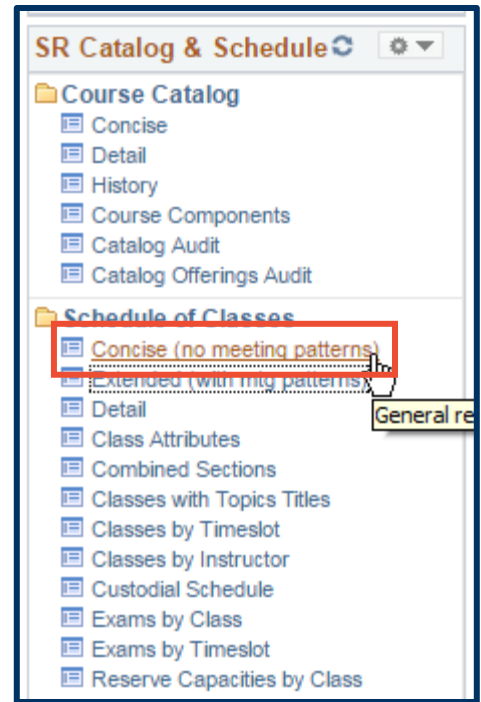 SR Catalog & Schedule
Course Catalog
Concise
Detail
History
Course Components
Catalog Audit
Catalog Offerings Audit
Schedule of Classes
Concise (no meeting patterns)
Extended (with mtg patterns)
General re
Detail
Class Attributes
Combined Sections
Classes with Topics Titles
Classes by Timeslot
Classes by Instructor
Custodial Schedule
Exams by Class
Exams by Timeslot
Reserve Capacities by Class